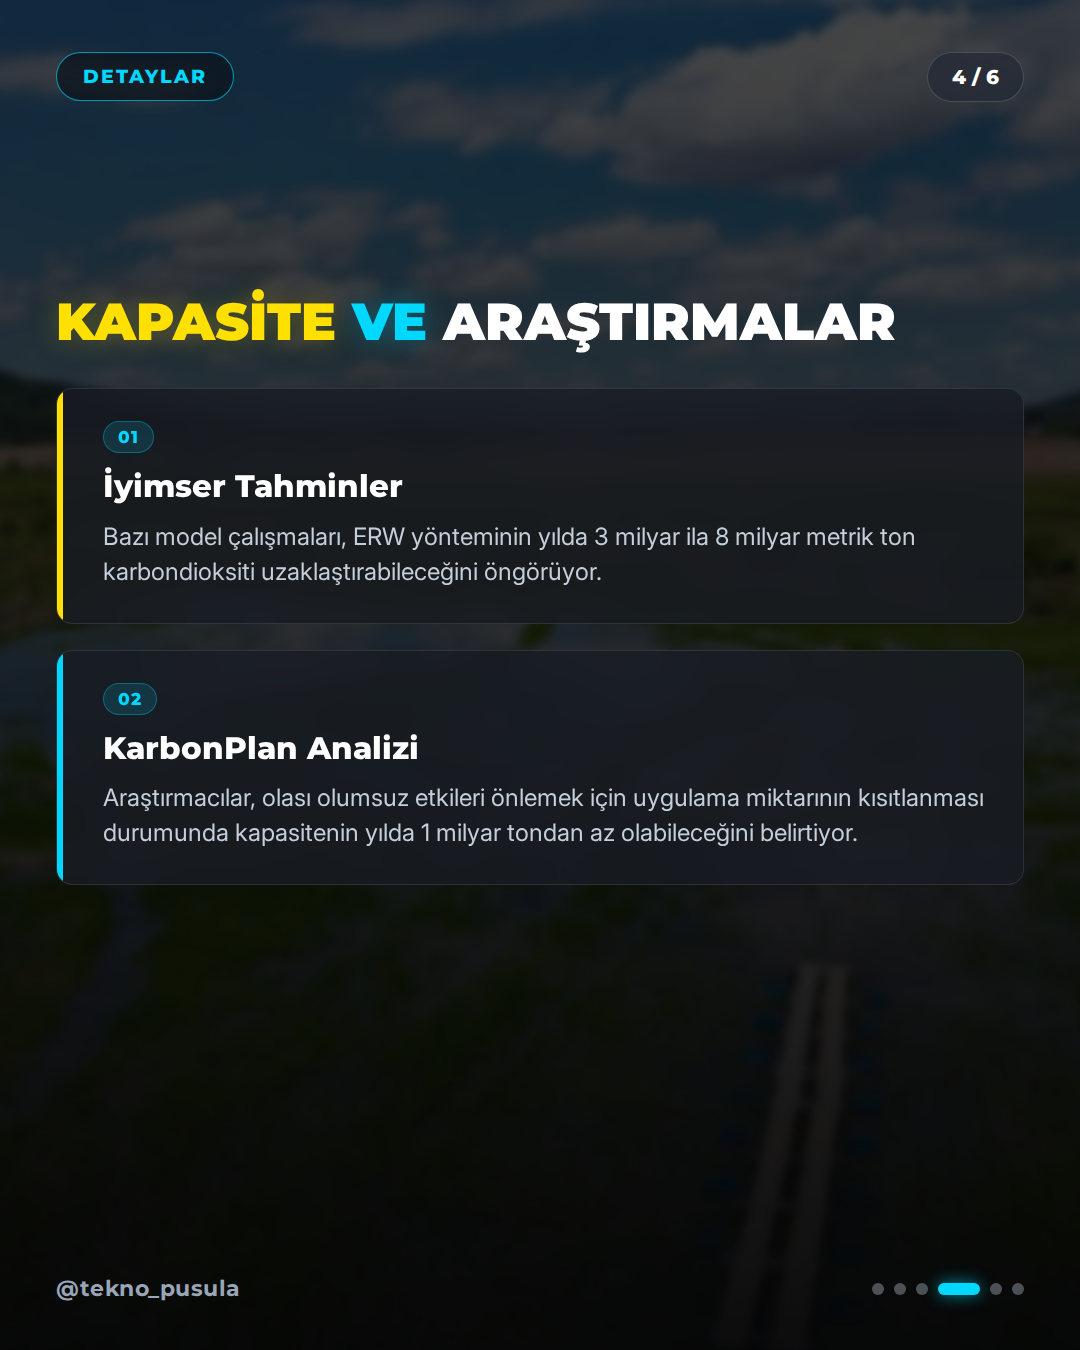 DETAYLAR
4 / 6
KAPASİTE VE ARAŞTIRMALAR
01
İyimser Tahminler
Bazı model çalışmaları, ERW yönteminin yılda 3 milyar ila 8 milyar metrik ton
karbondioksiti uzaklaştırabileceğini öngörüyor.
02
KarbonPlan Analizi
Araştırmacılar, olası olumsuz etkileri önlemek için uygulama miktarının kısıtlanması
durumunda kapasitenin yılda 1 milyar tondan az olabileceğini belirtiyor.
@tekno_pusula